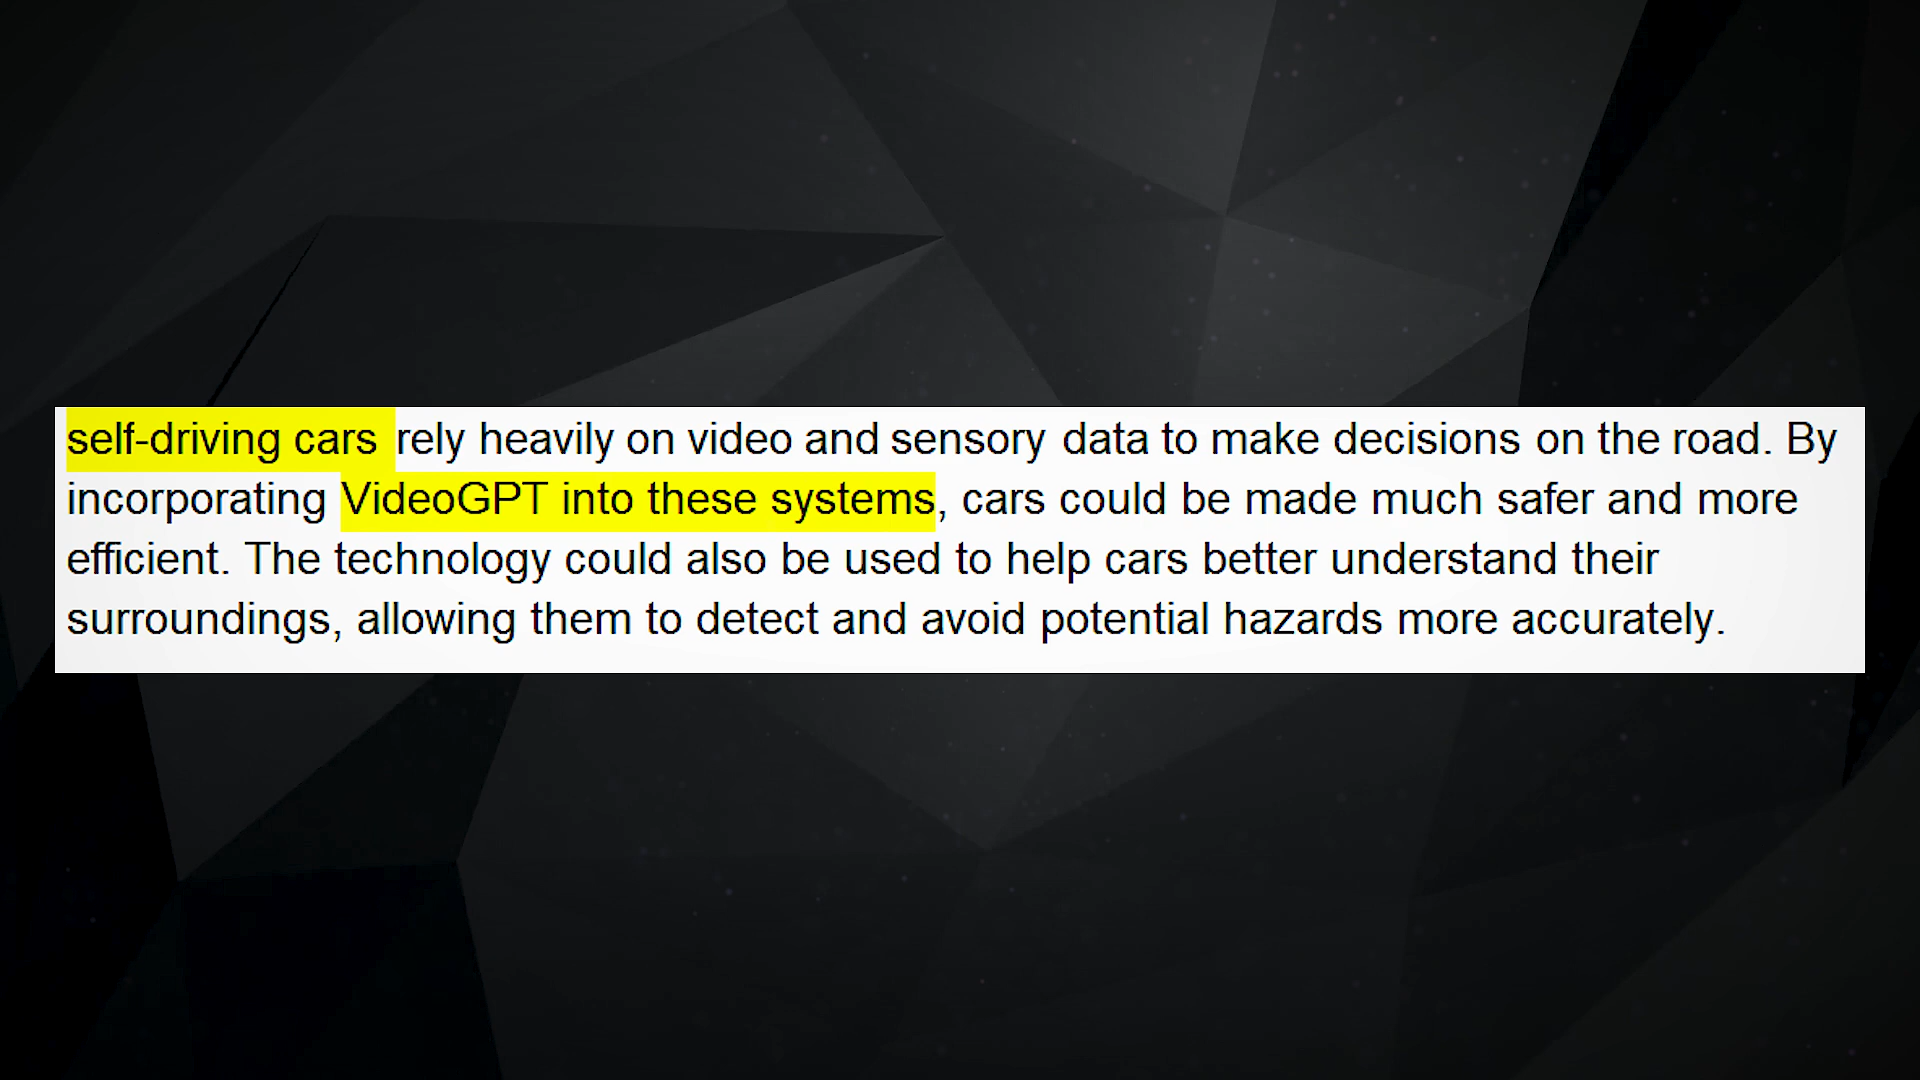 self-driving cars rely heavily on video and sensory data to make decisions on the road. By
incorporating VideoGPT into these systems, cars could be made much safer and more
efficient. The technology could also be used to help cars better understand their
surroundings, allowing them to detect and avoid potential hazards more accurately.